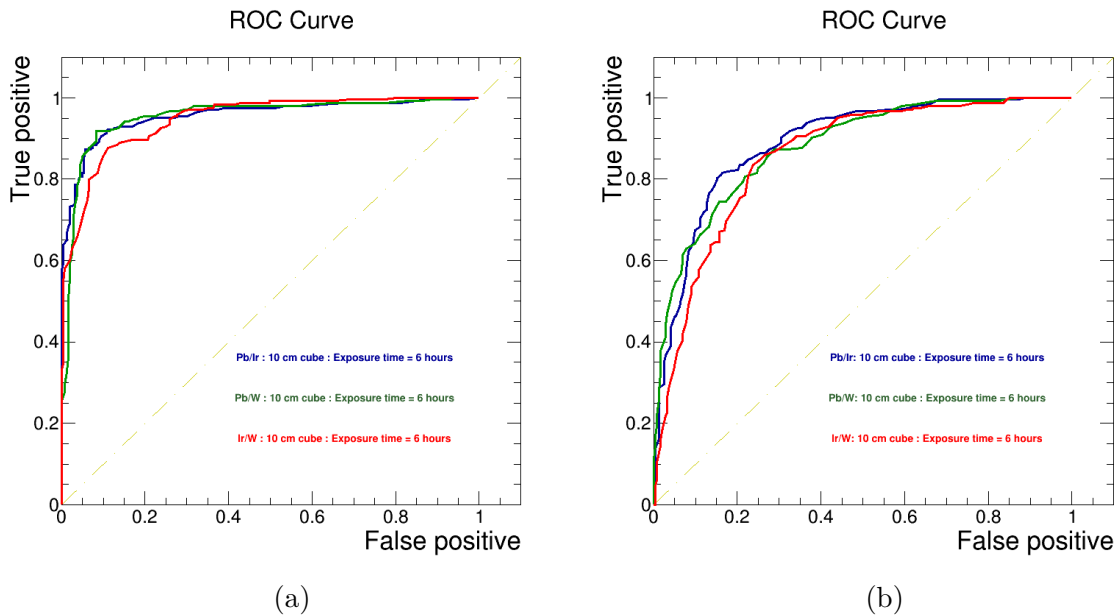 ROC Curve
True positive
1
0.8
0.6
0.4
0.2
0
Pb/Ir : 10 cm cube : Exposure time = 6 hours
Pb/W : 10 cm cube : Exposure time = 6 hours
Ir/W : 10 cm cube : Exposure time = 6 hours
0 0.2 0.4 0.6 0.8 1
False positive
(a)
ROC Curve
True positive
1
0.8
0.6
0.4
0.2
0
Pb/Ir: 10 cm cube : Exposure time = 6 hours
Pb/W: 10 cm cube : Exposure time = 6 hours
Ir/W: 10 cm cube : Exposure time = 6 hours
0 0.2 0.4 0.6 0.8 1
False positive
(b)